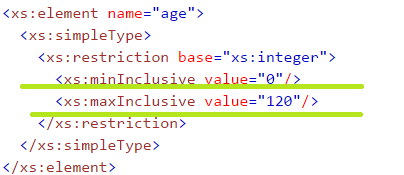 <xs:element name="age">
<xs:simpleType>
<xs:restriction base="xs:integer">
<xs:minInclusive value="0"/>
<xs:maxInclusive value="120"/>
</xs:restriction>
</xs:simpleType>
</xs:element>